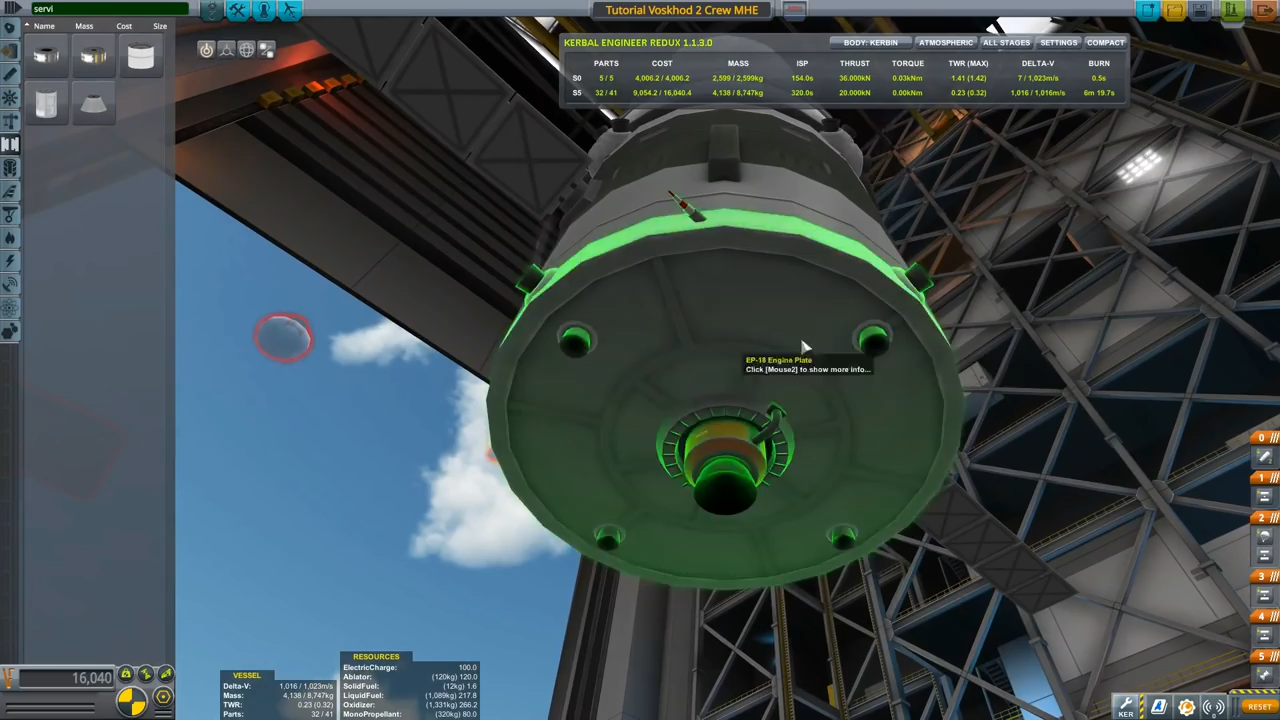 servi
Tutorial Voskhod 2 Crew MHE
Name Mass Cost Size
KERBAL ENGINEER REDUX 1.1.3.0
BODY: KERBIN ATMOSPHERIC ALL STAGES SETTINGS COMPACT
PARTS COST MASS ISP THRUST TORQUE TWR (MAX) DELTA-V BURN
S0 5 / 5 4,006.2 / 4,006.2 2,599 / 2,599kg 154.0s 36.000kN 0.03kNm 1.41 (1.42) 7 / 1,023m/s 0.5s
S5 32 / 41 9,054.2 / 16,040.4 4,138 / 8,747kg 320.0s 20.000kN 0.00kNm 0.23 (0.32) 1,016 / 1,016m/s 6m 19.7s
EP-18 Engine Plate
Click [Mouse2] to show more info...
0
1
2
3
4
5
16,040
VESSEL
Delta-V: 1,016 / 1,023m/s
Mass: 4,138 / 8,747kg
TWR: 0.23 (0.32)
Parts: 32 / 41
RESOURCES
ElectricCharge: 100.0
Ablator: (120kg) 120.0
SolidFuel: (12kg) 1.6
LiquidFuel: (1,089kg) 217.8
Oxidizer: (1,331kg) 266.2
MonoPropellant: (320kg) 80.0
KER
RESET